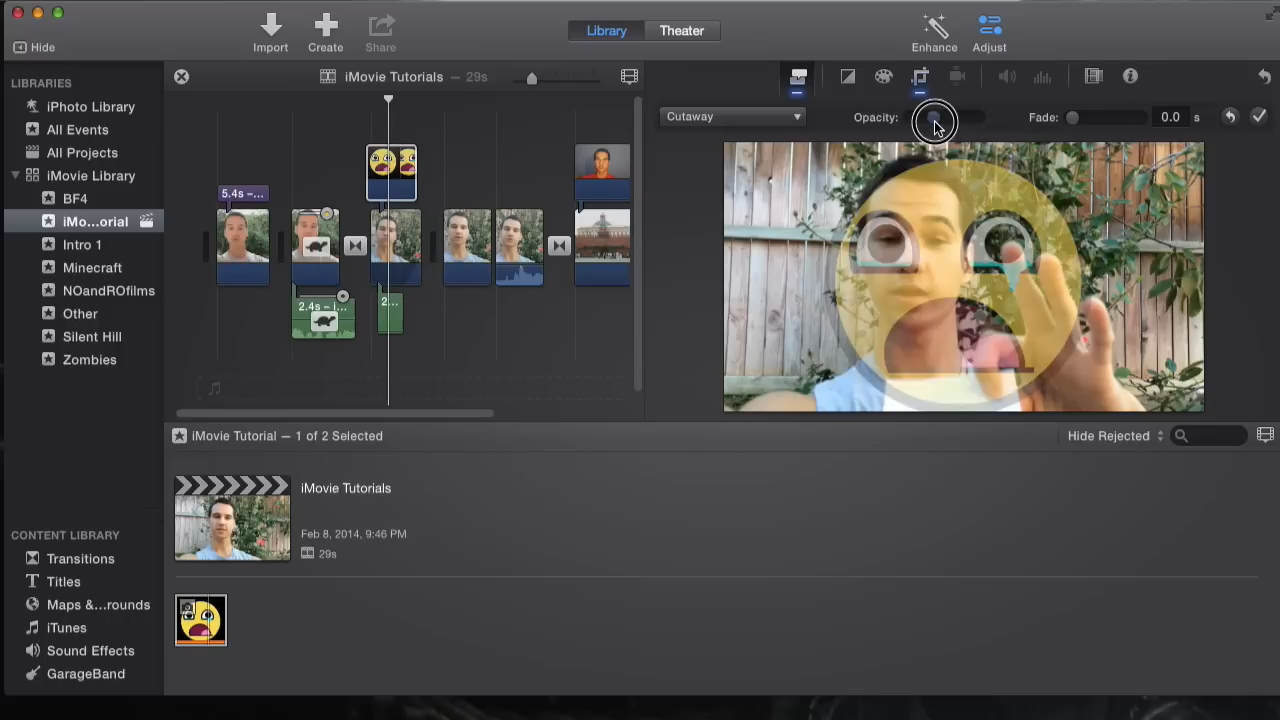 Hide
Import
Create
Share
Library
Theater
Enhance
Adjust
LIBRARIES
iPhoto Library
All Events
All Projects
iMovie Library
BF4
iMo...orial
Intro 1
Minecraft
NOandROfilms
Other
Silent Hill
Zombies
CONTENT LIBRARY
Transitions
Titles
Maps &...rounds
iTunes
Sound Effects
GarageBand
iMovie Tutorials — 29s
5.4s –...
2.4s – i...
2...
Cutaway
Opacity:
Fade:
0.0 s
iMovie Tutorial — 1 of 2 Selected
Hide Rejected
iMovie Tutorials
Feb 8, 2014, 9:46 PM
29s